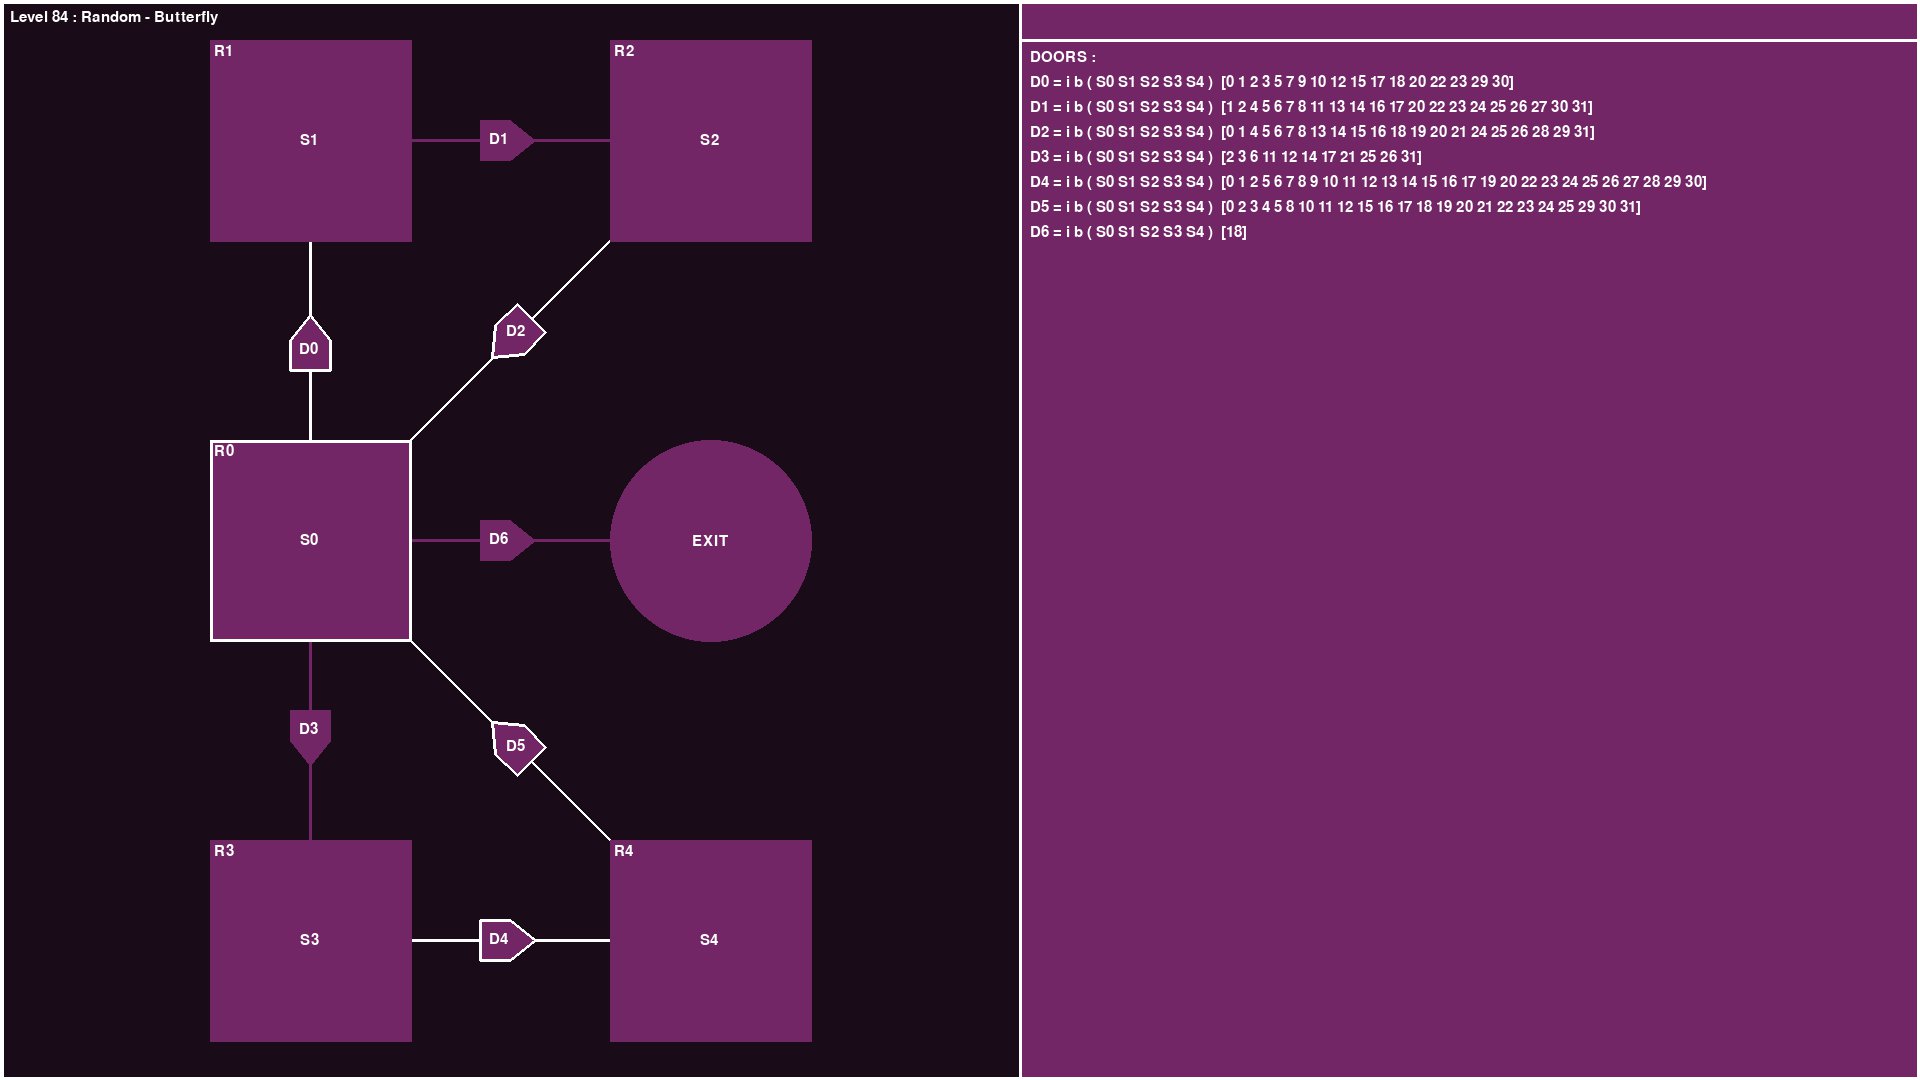 Level 84 : Random - Butterfly
R1
R2
S1
D1
S2
D2
D0
R0
S0
D6
EXIT
D3
D5
R3
R4
S3
D4
S4
DOORS :
D0 = i b ( S0 S1 S2 S3 S4 ) [0 1 2 3 5 7 9 10 12 15 17 18 20 22 23 29 30]
D1 = i b ( S0 S1 S2 S3 S4 ) [1 2 4 5 6 7 8 11 13 14 16 17 20 22 23 24 25 26 27 30 31]
D2 = i b ( S0 S1 S2 S3 S4 ) [0 1 4 5 6 7 8 13 14 15 16 18 19 20 21 24 25 26 28 29 31]
D3 = i b ( S0 S1 S2 S3 S4 ) [2 3 6 11 12 14 17 21 25 26 31]
D4 = i b ( S0 S1 S2 S3 S4 ) [0 1 2 5 6 7 8 9 10 11 12 13 14 15 16 17 19 20 22 23 24 25 26 27 28 29 30]
D5 = i b ( S0 S1 S2 S3 S4 ) [0 2 3 4 5 8 10 11 12 15 16 17 18 19 20 21 22 23 24 25 29 30 31]
D6 = i b ( S0 S1 S2 S3 S4 ) [18]